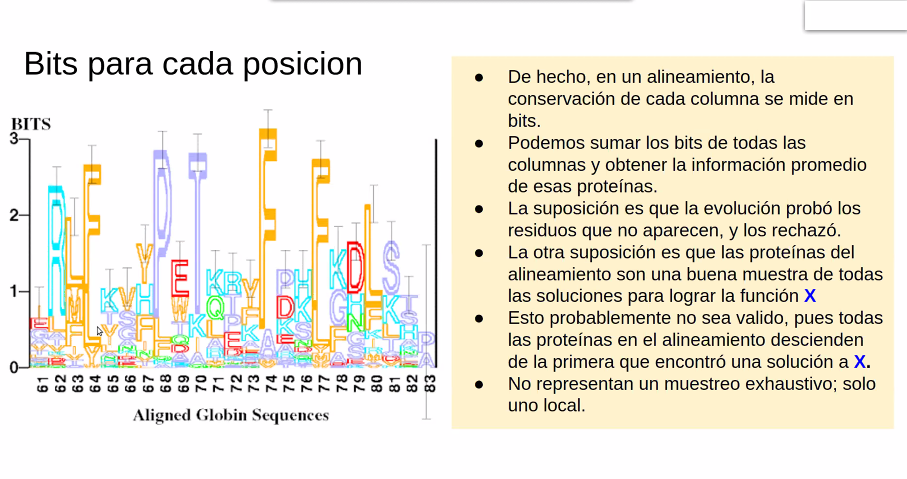 Bits para cada posicion
BITS
3
2
1
0
61 62 63 64 65 66 67 68 69 70 71 72 73 74 75 76 77 78 79 80 81 82 83
Aligned Globin Sequences
● De hecho, en un alineamiento, la
conservación de cada columna se mide en
bits.
● Podemos sumar los bits de todas las
columnas y obtener la información promedio
de esas proteínas.
● La suposición es que la evolución probó los
residuos que no aparecen, y los rechazó.
● La otra suposición es que las proteínas del
alineamiento son una buena muestra de todas
las soluciones para lograr la función X
● Esto probablemente no sea valido, pues todas
las proteínas en el alineamiento descienden
de la primera que encontró una solución a X.
● No representan un muestreo exhaustivo; solo
uno local.